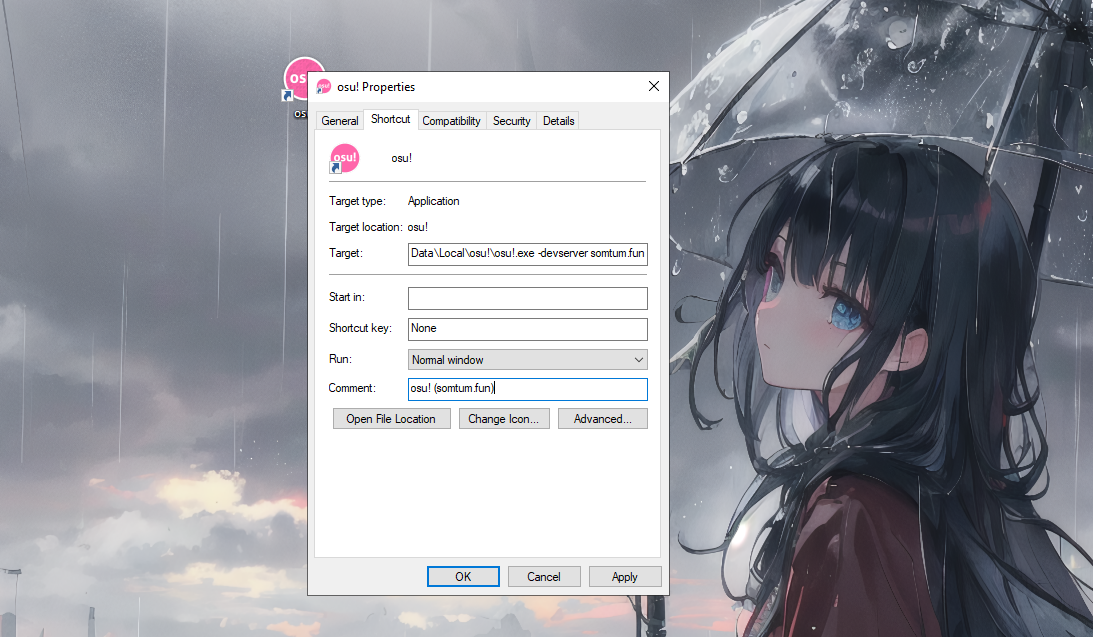 osu! Properties
General Shortcut Compatibility Security Details
osu! osu!
Target type: Application
Target location: osu!
Target: Data\Local\osu!\osu!.exe -devserver somtum.fun
Start in:
Shortcut key: None
Run: Normal window
Comment: osu! (somtum.fun)
Open File Location Change Icon... Advanced...
OK Cancel Apply